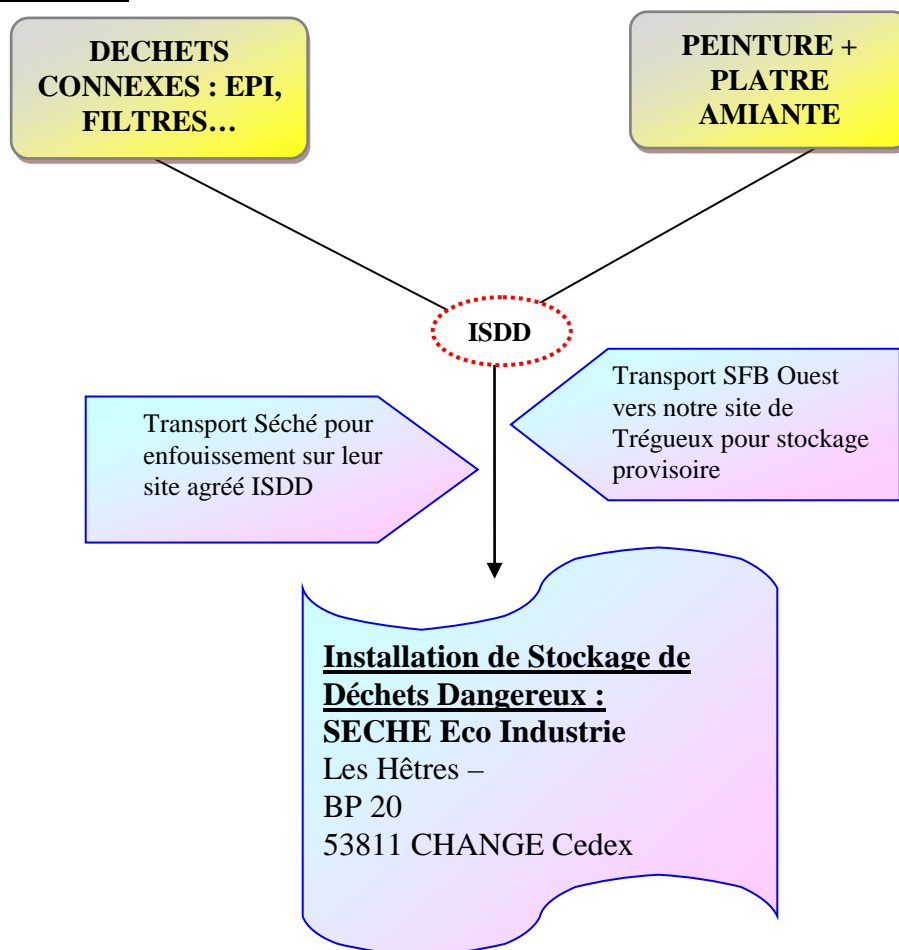 DECHETS
CONNEXES : EPI,
FILTRES…
PEINTURE +
PLATRE
AMIANTE
ISDD
Transport Séché pour
enfouissement sur leur
site agréé ISDD
Transport SFB Ouest
vers notre site de
Trégueux pour stockage
provisoire
Installation de Stockage de
Déchets Dangereux :
SECHE Eco Industrie
Les Hêtres –
BP 20
53811 CHANGE Cedex